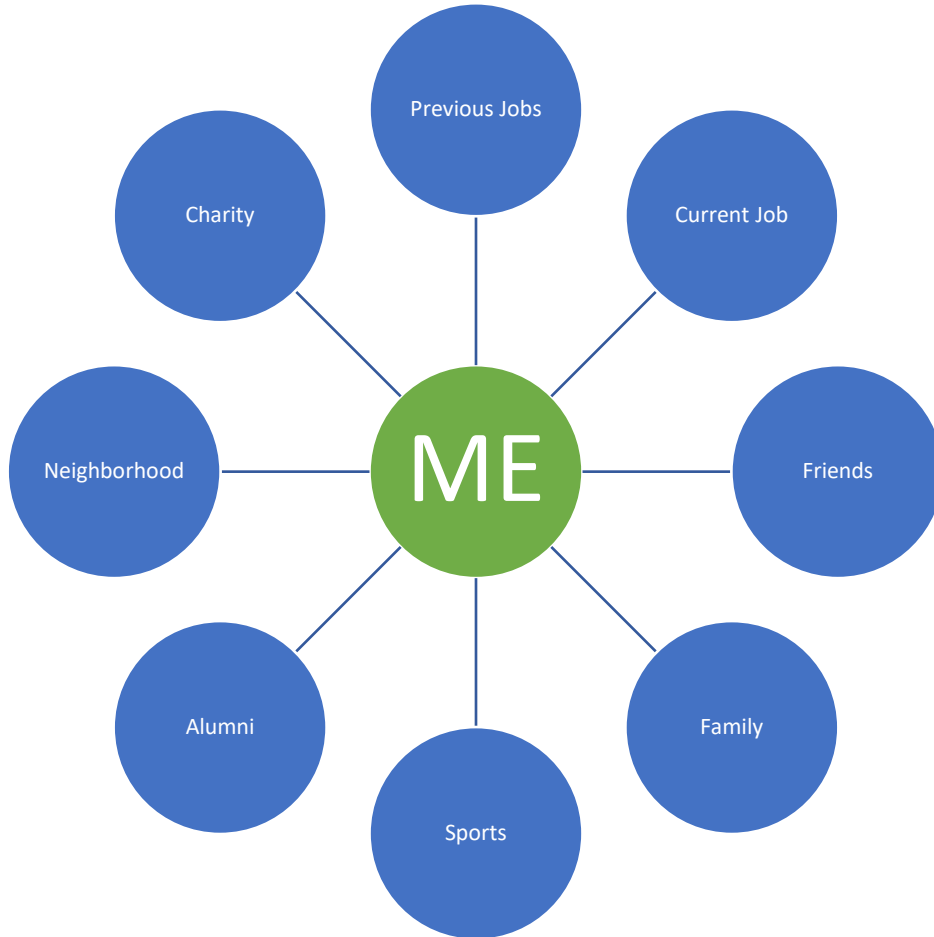 Previous Jobs
Charity
Current Job
Neighborhood
ME
Friends
Alumni
Family
Sports